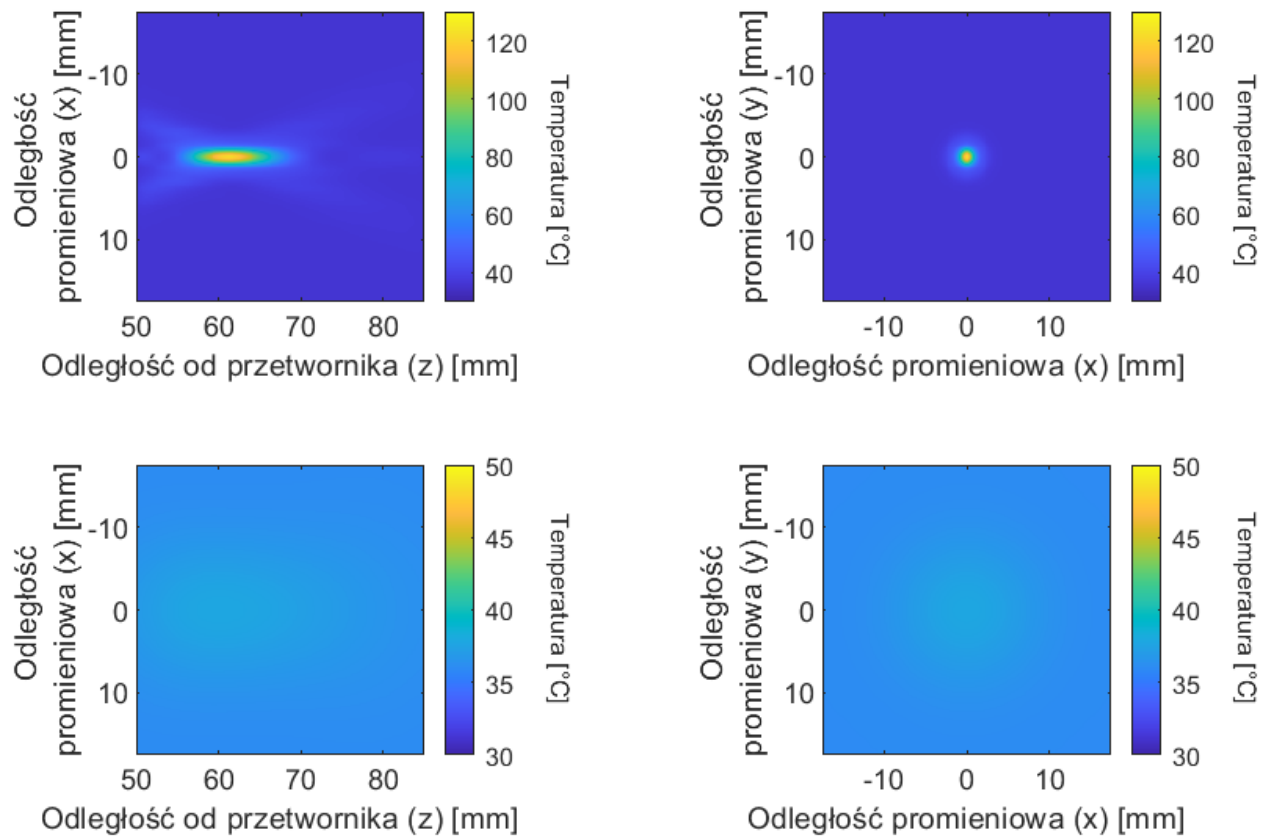 Odległość
promieniowa (x) [mm]
-10
0
10
50
60
70
80
Odległość od przetwornika (z) [mm]
120
100
80
60
40
Temperatura [°C]
Odległość
promieniowa (y) [mm]
-10
0
10
-10
0
10
Odległość promieniowa (x) [mm]
120
100
80
60
40
Temperatura [°C]
Odległość
promieniowa (x) [mm]
-10
0
10
50
60
70
80
Odległość od przetwornika (z) [mm]
50
45
40
35
30
Temperatura [°C]
Odległość
promieniowa (y) [mm]
-10
0
10
-10
0
10
Odległość promieniowa (x) [mm]
50
45
40
35
30
Temperatura [°C]